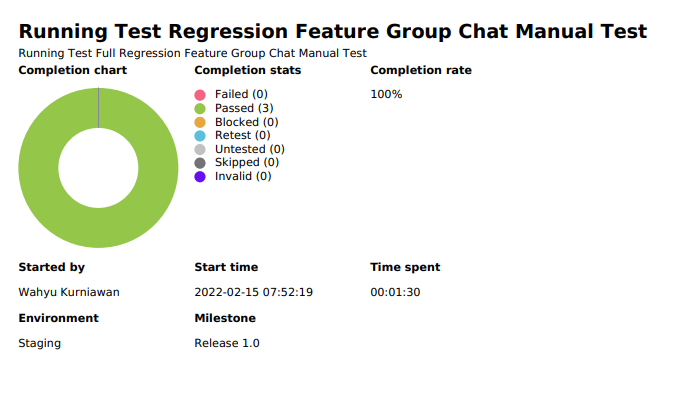 Running Test Regression Feature Group Chat Manual Test
Running Test Full Regression Feature Group Chat Manual Test
Completion chart
Completion stats
Completion rate
Failed (0)
Passed (3)
Blocked (0)
Retest (0)
Untested (0)
Skipped (0)
Invalid (0)
100%
Started by
Start time
Time spent
Wahyu Kurniawan
2022-02-15 07:52:19
00:01:30
Environment
Milestone
Staging
Release 1.0